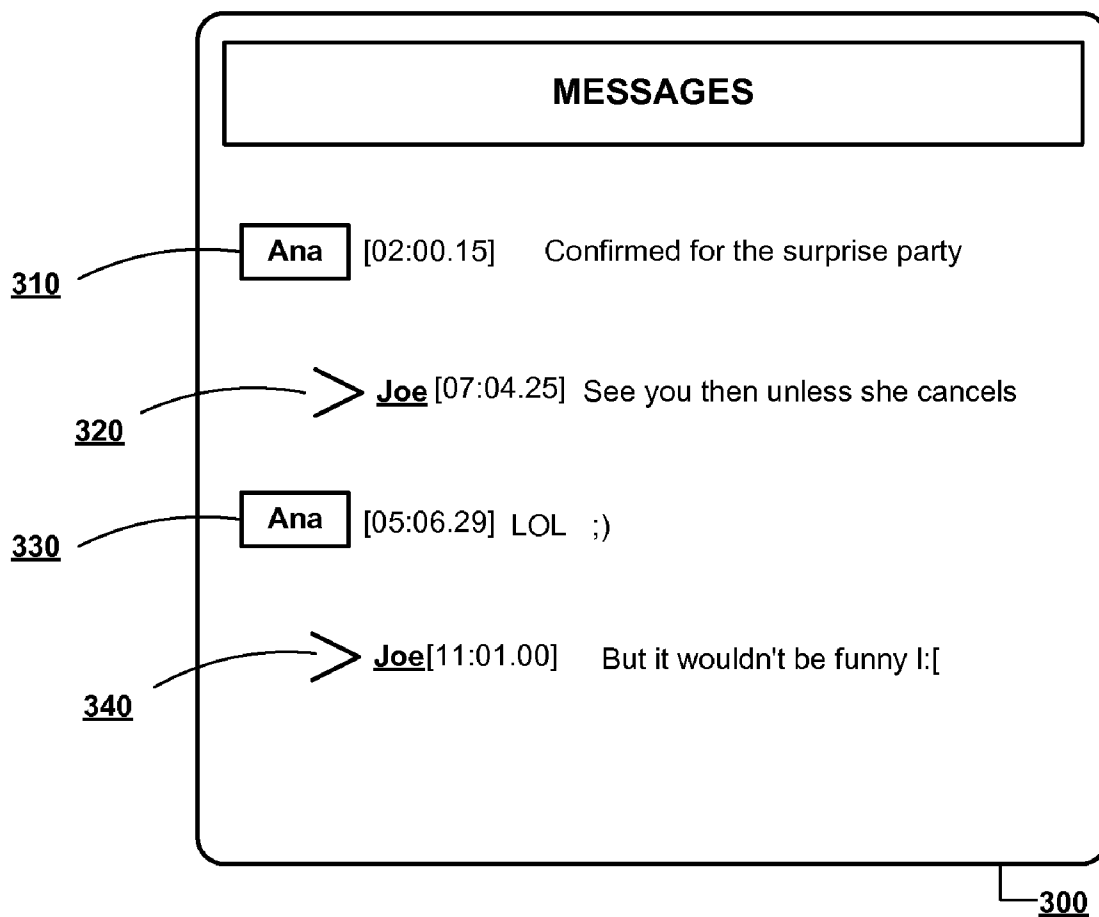 MESSAGES
Ana [02:00.15] Confirmed for the surprise party
310
Joe [07:04.25] See you then unless she cancels
320
Ana [05:06.29] LOL ;)
330
Joe[11:01.00] But it wouldn't be funny I:[
340
300